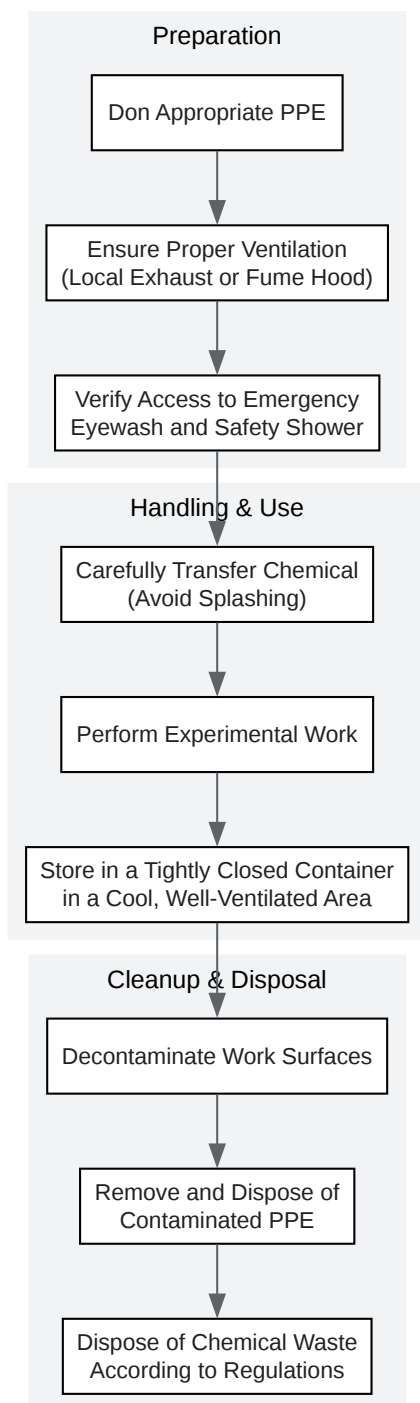 Preparation
Don Appropriate PPE
Ensure Proper Ventilation
(Local Exhaust or Fume Hood)
Verify Access to Emergency
Eyewash and Safety Shower
Handling & Use
Carefully Transfer Chemical
(Avoid Splashing)
Perform Experimental Work
Store in a Tightly Closed Container
in a Cool, Well-Ventilated Area
Cleanup & Disposal
Decontaminate Work Surfaces
Remove and Dispose of
Contaminated PPE
Dispose of Chemical Waste
According to Regulations